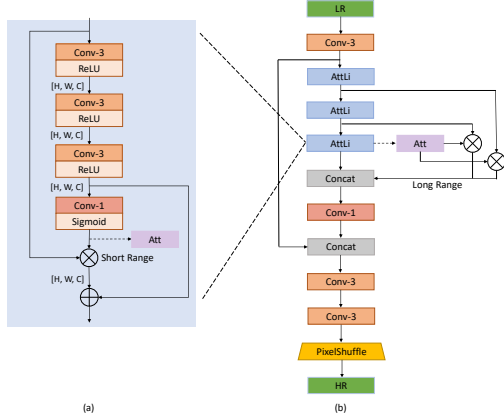 Conv-3
ReLU
[H, W, C]
Conv-3
ReLU
[H, W, C]
Conv-3
ReLU
[H, W, C]
Conv-1
Sigmoid
Att
Short Range
[H, W, C]
(a)
LR
Conv-3
AttLi
AttLi
AttLi
Att
Concat
Long Range
Conv-1
Concat
Conv-3
Conv-3
PixelShuffle
HR
(b)